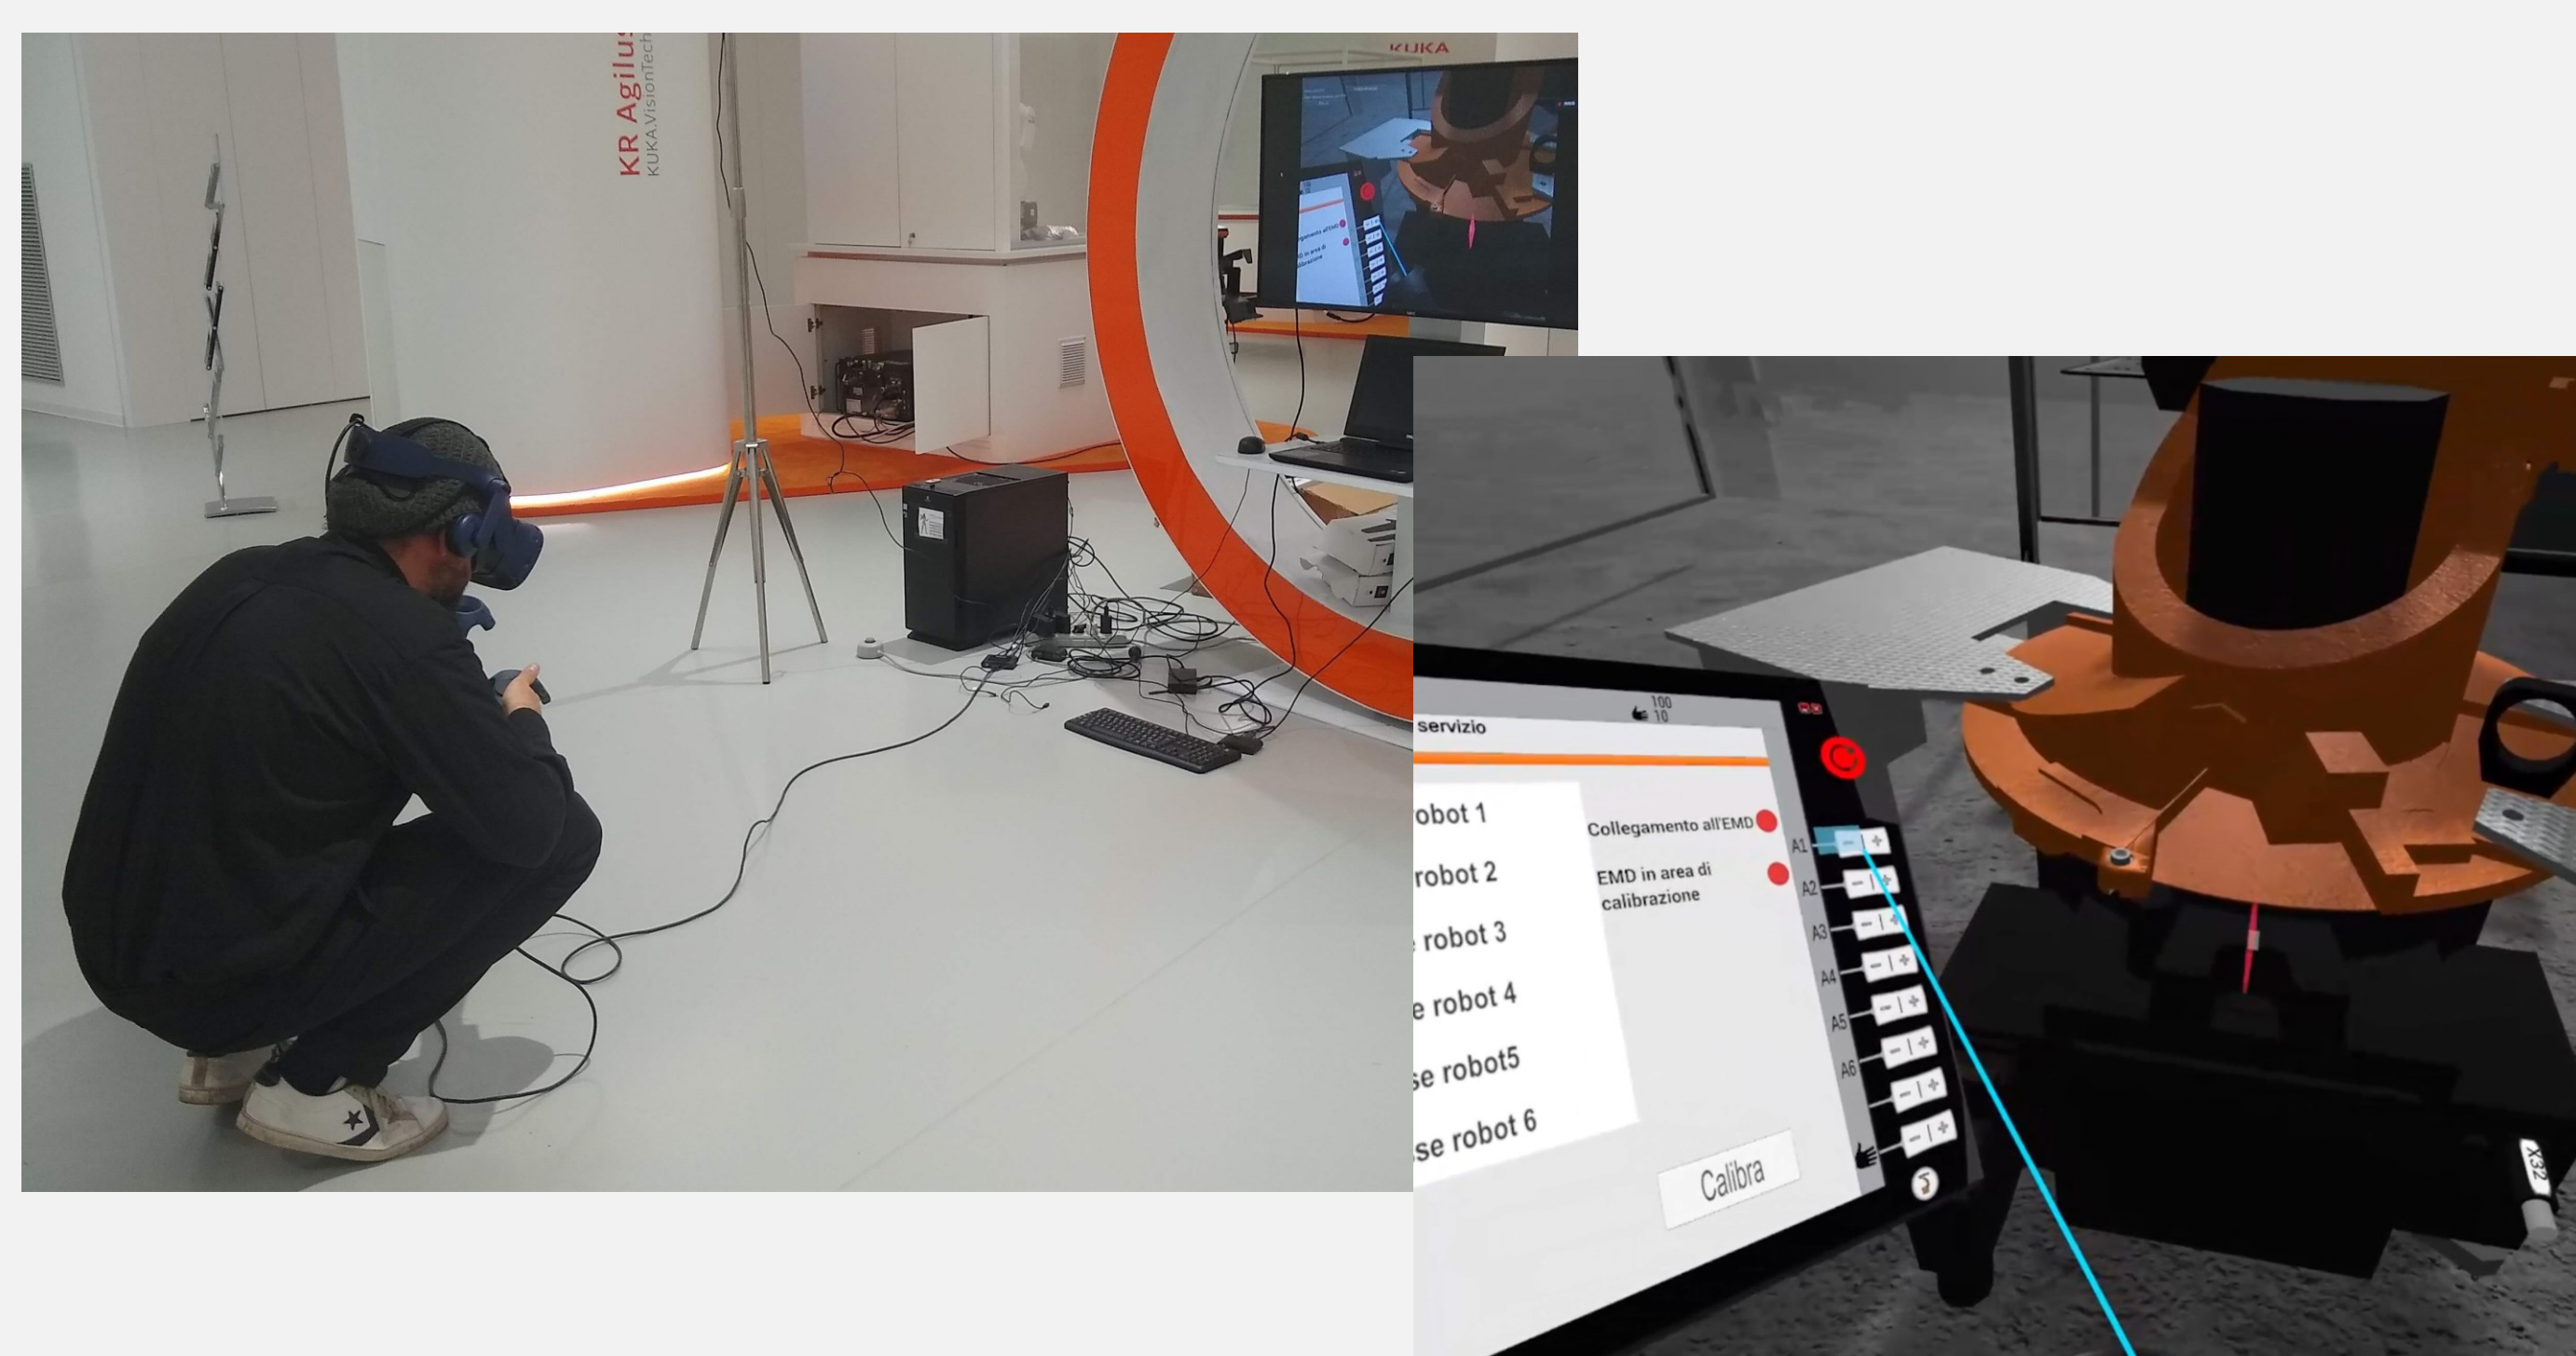 KR Agilus
KUKA.VisionTech
KUKA
100
10
servizio
obot 1
robot 2
robot 3
e robot 4
se robot5
se robot 6
Collegamento all'EMD
EMD in area di
calibrazione
A1
A2
A3
A4
A5
A6
Calibra
X32